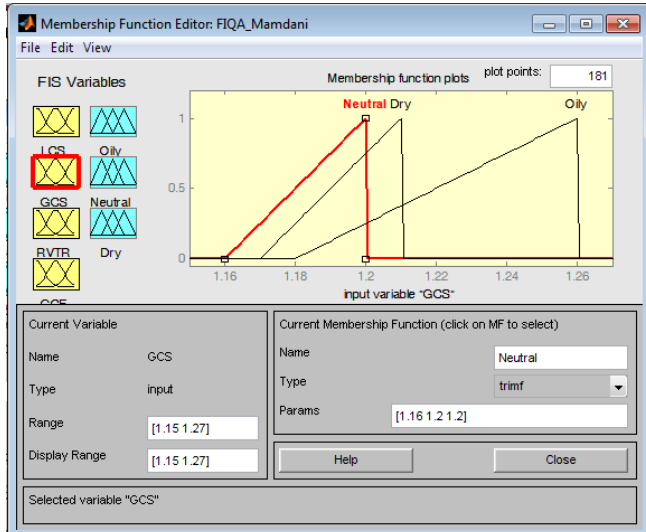 Membership Function Editor: FIQA_Mamdani
File Edit View
FIS Variables
LCS
Oily
GCS
Neutral
RVTR
Dry
Membership function plots
plot points:
181
Neutral Dry
Oily
1
0.5
0
1.16 1.18 1.2 1.22 1.24 1.26
input variable "GCS"
Current Variable
Name GCS
Type input
Range [1.15 1.27]
Display Range [1.15 1.27]
Current Membership Function (click on MF to select)
Name Neutral
Type trimf
Params [1.16 1.2 1.2]
Help
Close
Selected variable "GCS"